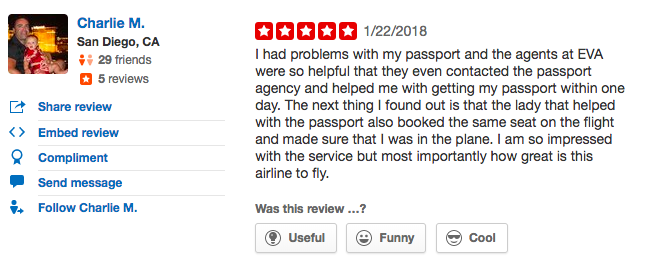 Charlie M.
San Diego, CA
29 friends
5 reviews
Share review
Embed review
Compliment
Send message
Follow Charlie M.
1/22/2018
I had problems with my passport and the agents at EVA
were so helpful that they even contacted the passport
agency and helped me with getting my passport within one
day. The next thing I found out is that the lady that helped
with the passport also booked the same seat on the flight
and made sure that I was in the plane. I am so impressed
with the service but most importantly how great is this
airline to fly.
Was this review …?
Useful
Funny
Cool